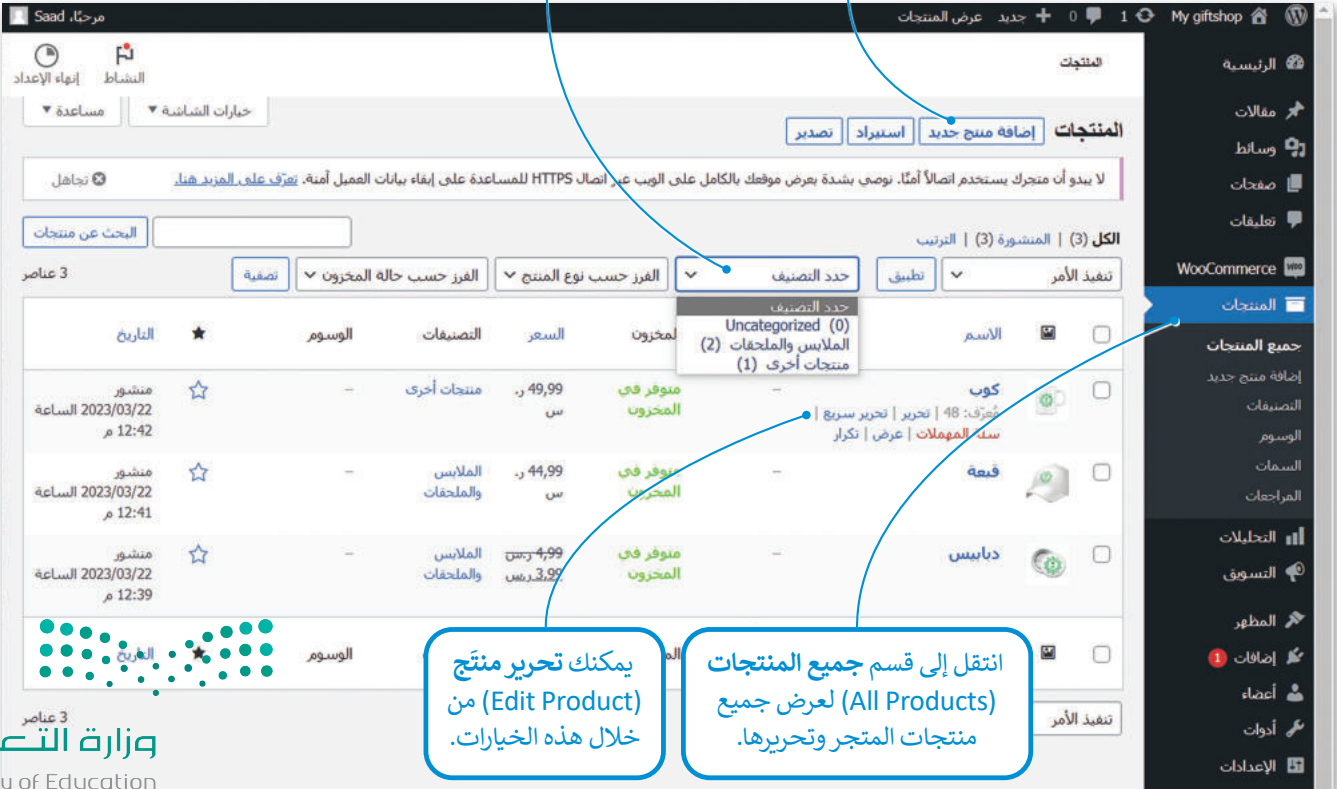 My giftshop 1 0 جديد عرض المنتجات مرحبًا، Saad
الرئيسية
مقالات
وسائط
صفحات
تعليقات
WooCommerce
المنتجات
جميع المنتجات
إضافة منتج جديد
التصنيفات
الوسوم
السمات
المراجعات
التحليلات
التسويق
المظهر
إضافات 1
أعضاء
أدوات
الإعدادات
المنتجات
النشاط إنهاء الإعداد
خيارات الشاشة مساعدة
المنتجات إضافة منتج جديد استيراد تصدير
لا يبدو أن متجرك يستخدم اتصالاً آمنًا. نوصي بشدة بعرض موقعك بالكامل على الويب عبر اتصال HTTPS للمساعدة على إبقاء بيانات العميل آمنة. تعرّف على المزيد هنا. تجاهل
الكل (3) | المنشورة (3) | الترتيب
البحث عن منتجات
تنفيذ الأمر تطبيق حدد التصنيف الفرز حسب نوع المنتج الفرز حسب حالة المخزون تصفية 3 عناصر
حدد التصنيف
Uncategorized (0)
الملابس والملحقات (2)
منتجات أخرى (1)
الاسم المخزون السعر التصنيفات الوسوم التاريخ
كوب – متوفر في المخزون 49,99 ر.س منتجات أخرى – منشور 2023/03/22 الساعة 12:42 م
مُعرّف: 48 | تحرير | تحرير سريع |
سلة المهملات | عرض | تكرار
قبعة – متوفر في المخزون 44,99 ر.س الملابس والملحقات – منشور 2023/03/22 الساعة 12:41 م
دبابيس – متوفر في المخزون 4,99 ر.س 3,99 ر.س الملابس والملحقات – منشور 2023/03/22 الساعة 12:39 م
الوسوم التاريخ
تنفيذ الأمر
3 عناصر
انتقل إلى قسم جميع المنتجات
(All Products) لعرض جميع
منتجات المتجر وتحريرها.
يمكنك تحرير منتَج
(Edit Product) من
خلال هذه الخيارات.
وزارة التـ
of Education